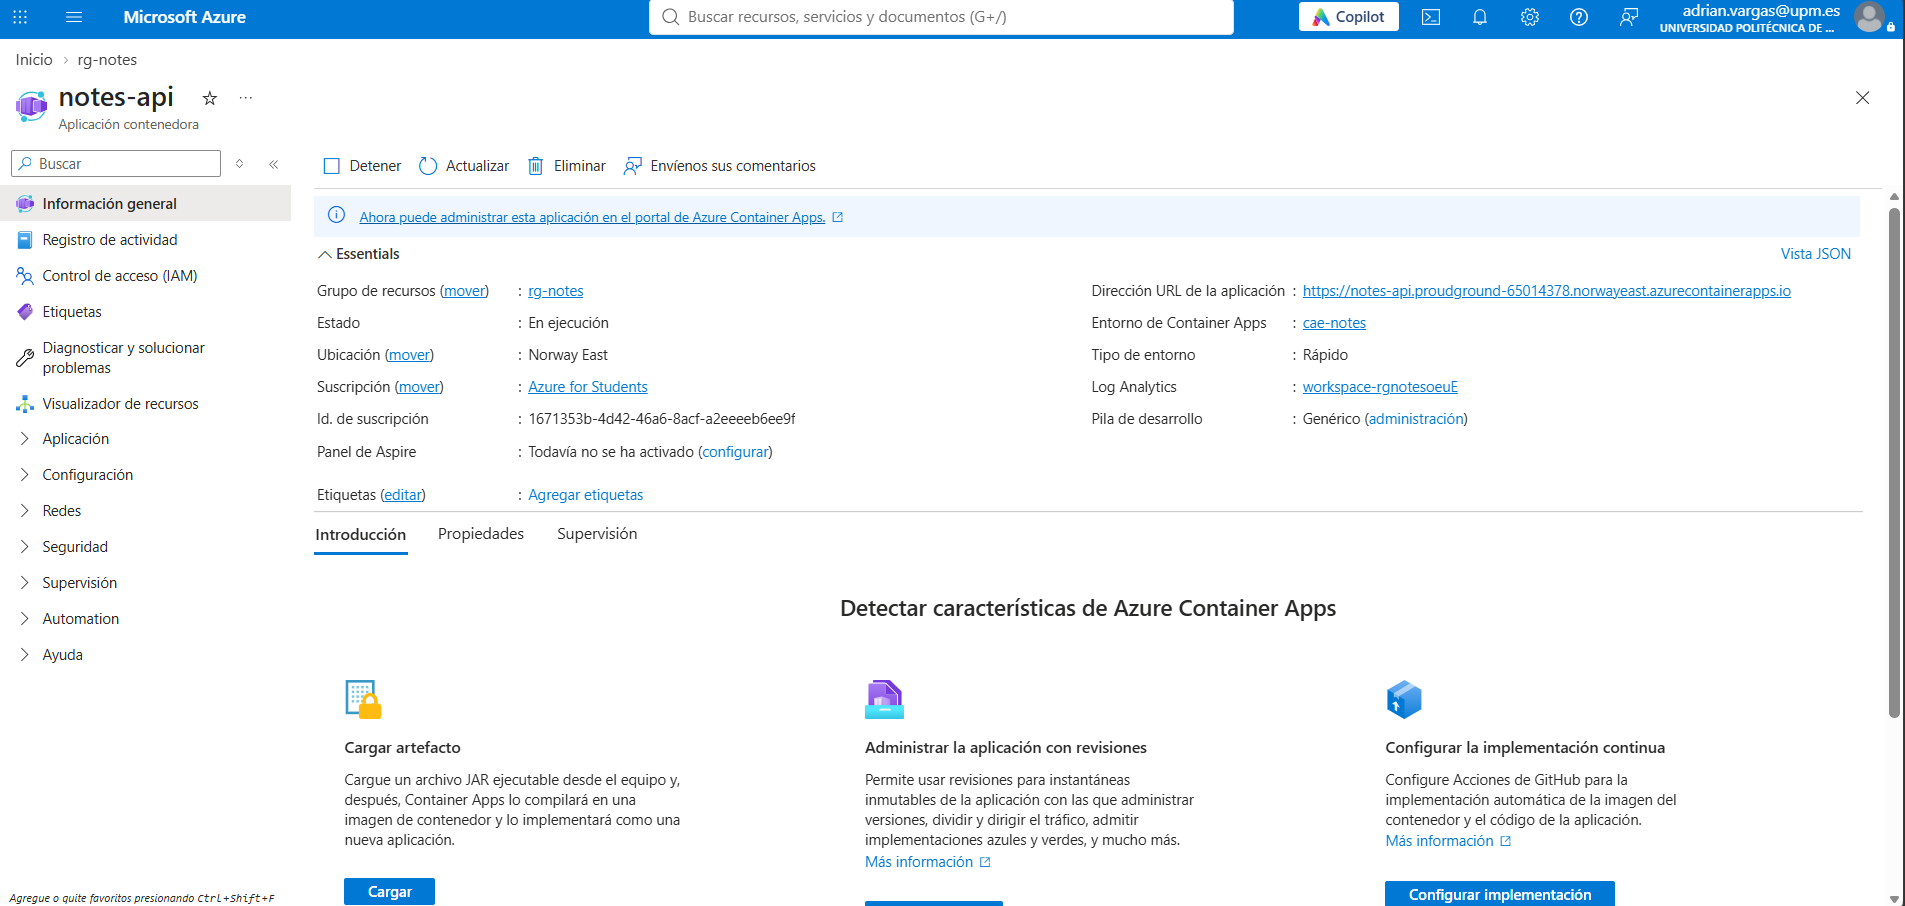 Microsoft Azure
Buscar recursos, servicios y documentos (G+/)
Copilot
adrian.vargas@upm.es
UNIVERSIDAD POLITÉCNICA DE ...
Inicio > rg-notes
notes-api
Aplicación contenedora
Buscar
Información general
Registro de actividad
Control de acceso (IAM)
Etiquetas
Diagnosticar y solucionar
problemas
Visualizador de recursos
Aplicación
Configuración
Redes
Seguridad
Supervisión
Automation
Ayuda
Agregue o quite favoritos presionando Ctrl+Shift+F
Detener
Actualizar
Eliminar
Envíenos sus comentarios
Ahora puede administrar esta aplicación en el portal de Azure Container Apps.
Essentials
Vista JSON
Grupo de recursos (mover) : rg-notes
Estado : En ejecución
Ubicación (mover) : Norway East
Suscripción (mover) : Azure for Students
Id. de suscripción : 1671353b-4d42-46a6-8acf-a2eeeeb6ee9f
Panel de Aspire : Todavía no se ha activado (configurar)
Etiquetas (editar) : Agregar etiquetas
Dirección URL de la aplicación : https://notes-api.proudground-65014378.norwayeast.azurecontainerapps.io
Entorno de Container Apps : cae-notes
Tipo de entorno : Rápido
Log Analytics : workspace-rgnotesoeuE
Pila de desarrollo : Genérico (administración)
Introducción
Propiedades
Supervisión
Detectar características de Azure Container Apps
Cargar artefacto
Cargue un archivo JAR ejecutable desde el equipo y,
después, Container Apps lo compilará en una
imagen de contenedor y lo implementará como una
nueva aplicación.
Cargar
Administrar la aplicación con revisiones
Permite usar revisiones para instantáneas
inmutables de la aplicación con las que administrar
versiones, dividir y dirigir el tráfico, admitir
implementaciones azules y verdes, y mucho más.
Más información
Configurar la implementación continua
Configure Acciones de GitHub para la
implementación automática de la imagen del
contenedor y el código de la aplicación.
Más información
Configurar implementación